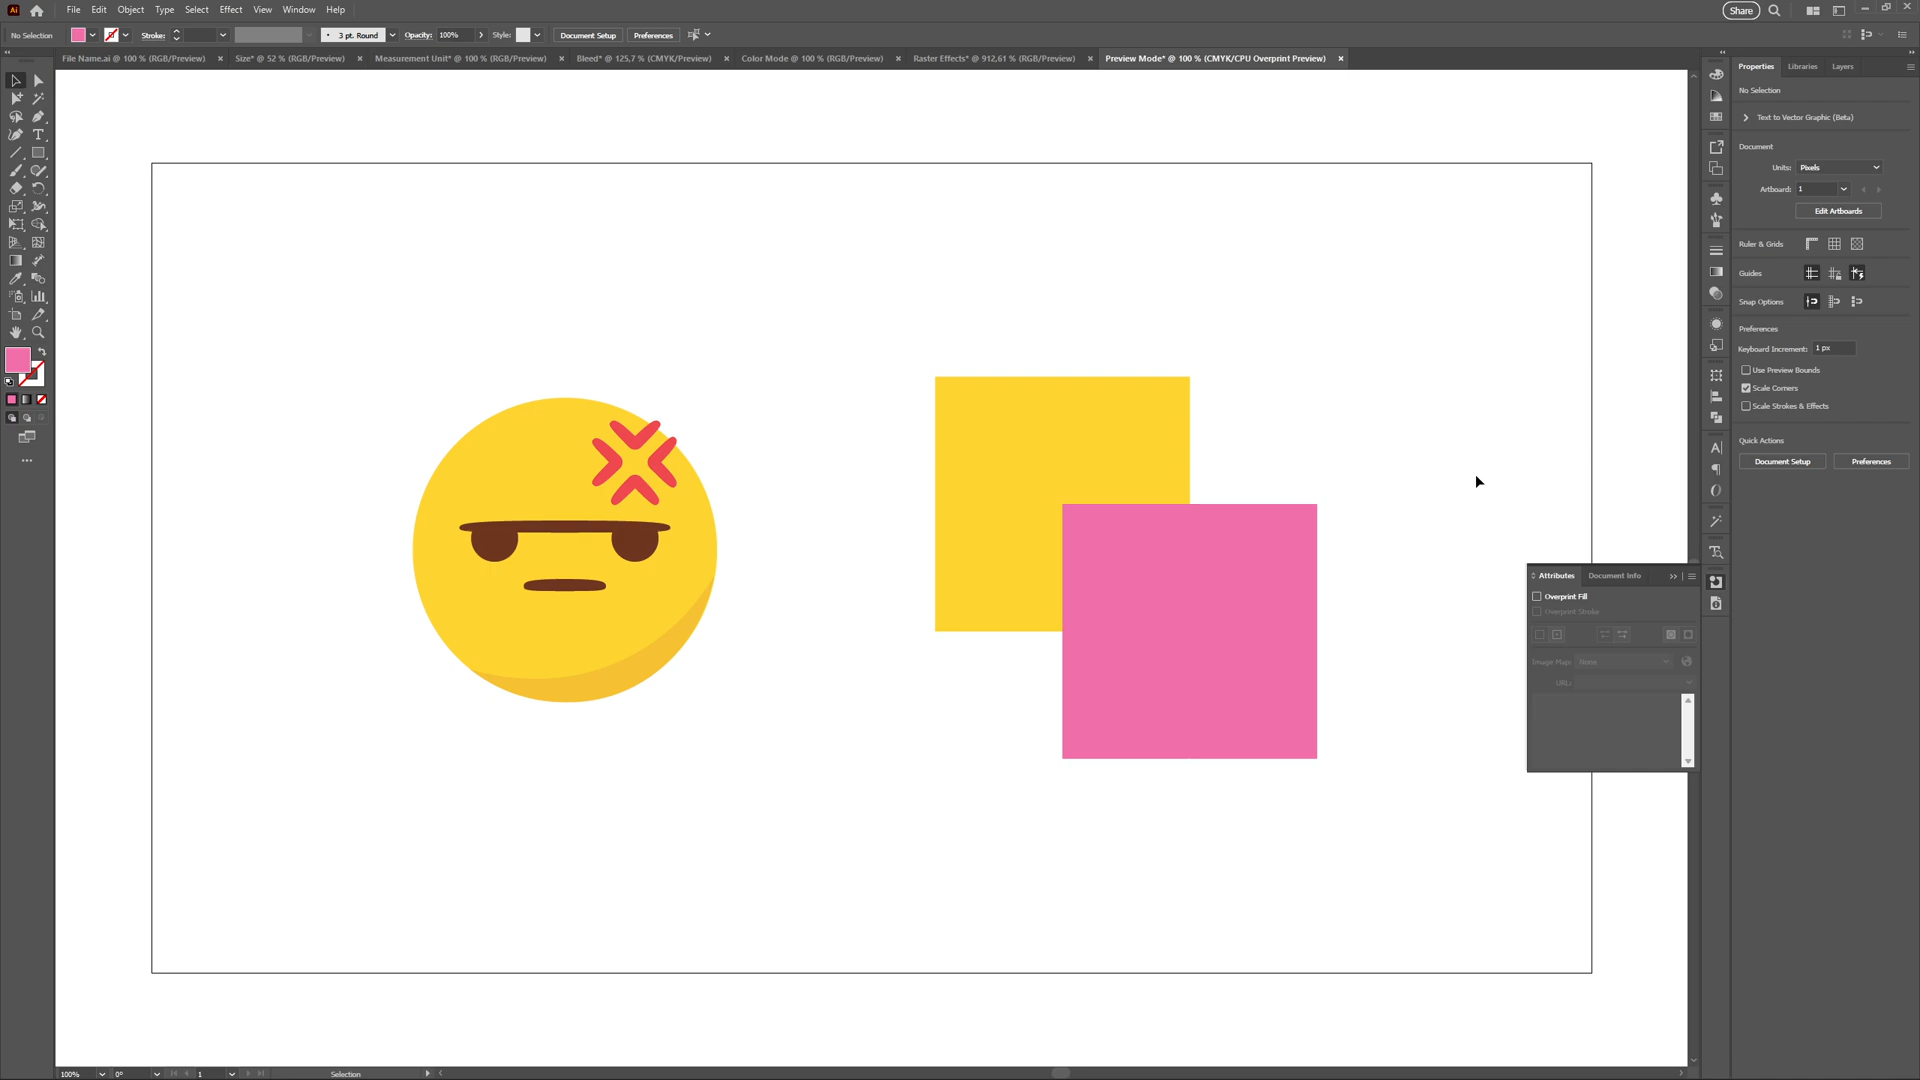 Ai File Edit Object Type Select Effect View Window Help Share
No Selection Stroke: 3 pt. Round Opacity: 100% Style: Document Setup Preferences
File Name.ai @ 100 % (RGB/Preview) Size* @ 52 % (RGB/Preview) Measurement Unit* @ 100 % (RGB/Preview) Bleed* @ 125,7 % (CMYK/Preview) Color Mode @ 100 % (RGB/Preview) Raster Effects* @ 912,61 % (RGB/Preview) Preview Mode* @ 100 % (CMYK/CPU Overprint Preview)
Properties Libraries Layers
No Selection
Text to Vector Graphic (Beta)
Document
Units: Pixels
Artboard: 1
Edit Artboards
Ruler & Grids
Guides
Snap Options
Preferences
Keyboard Increment: 1 px
Use Preview Bounds
Scale Corners
Scale Strokes & Effects
Quick Actions
Document Setup Preferences
Attributes Document Info
Overprint Fill
Overprint Stroke
Image Map: None
URL:
100% 0° 1 Selection